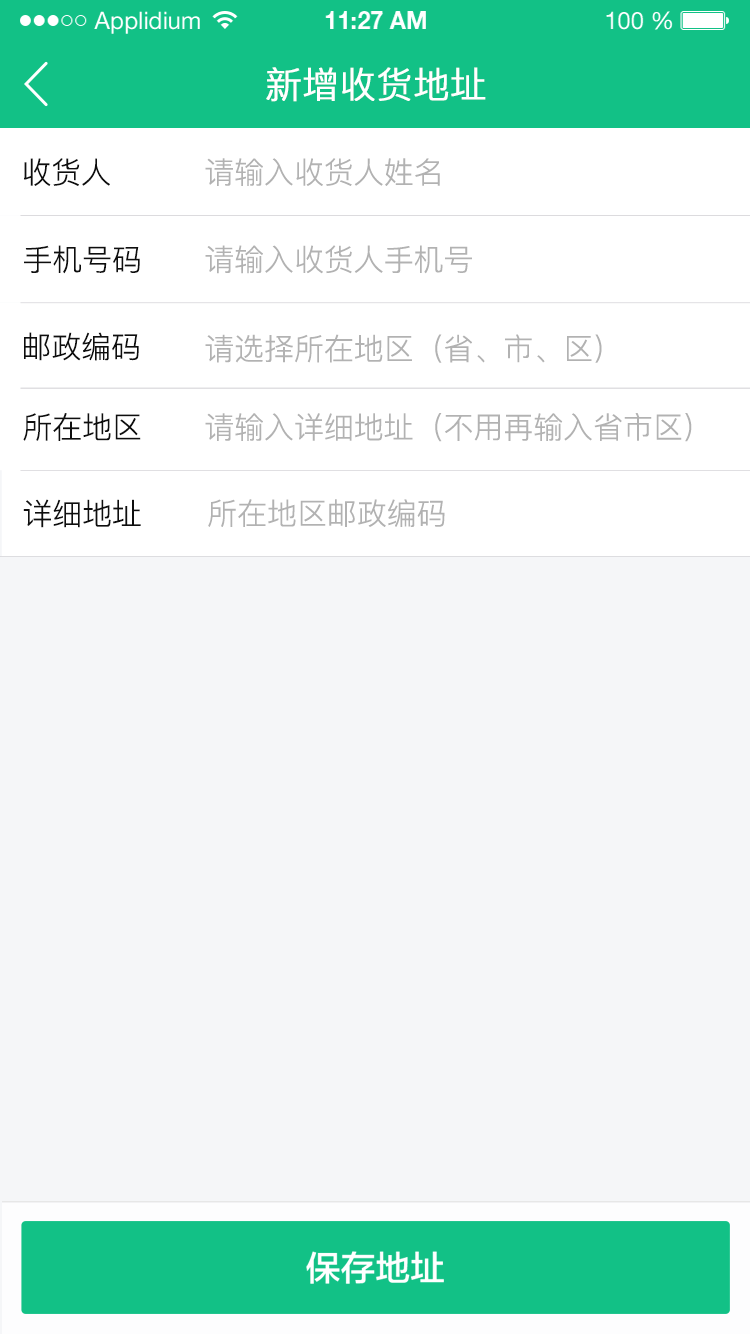 Applidium 11:27 AM 100 %
新增收货地址
收货人 请输入收货人姓名
手机号码 请输入收货人手机号
邮政编码 请选择所在地区（省、市、区）
所在地区 请输入详细地址（不用再输入省市区）
详细地址 所在地区邮政编码
保存地址